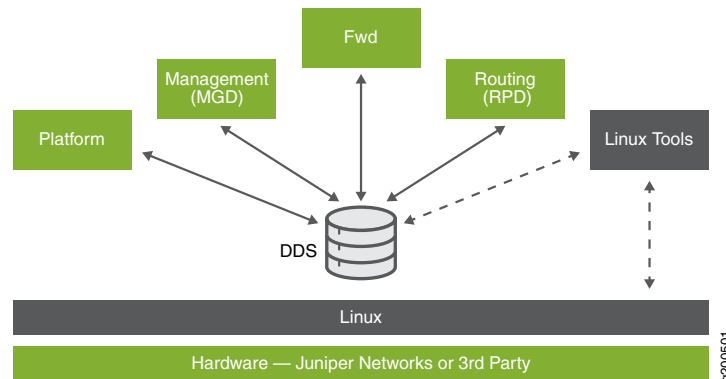 Fwd
Management
(MGD)
Routing
(RPD)
Platform
Linux Tools
DDS
Linux
Hardware — Juniper Networks or 3rd Party